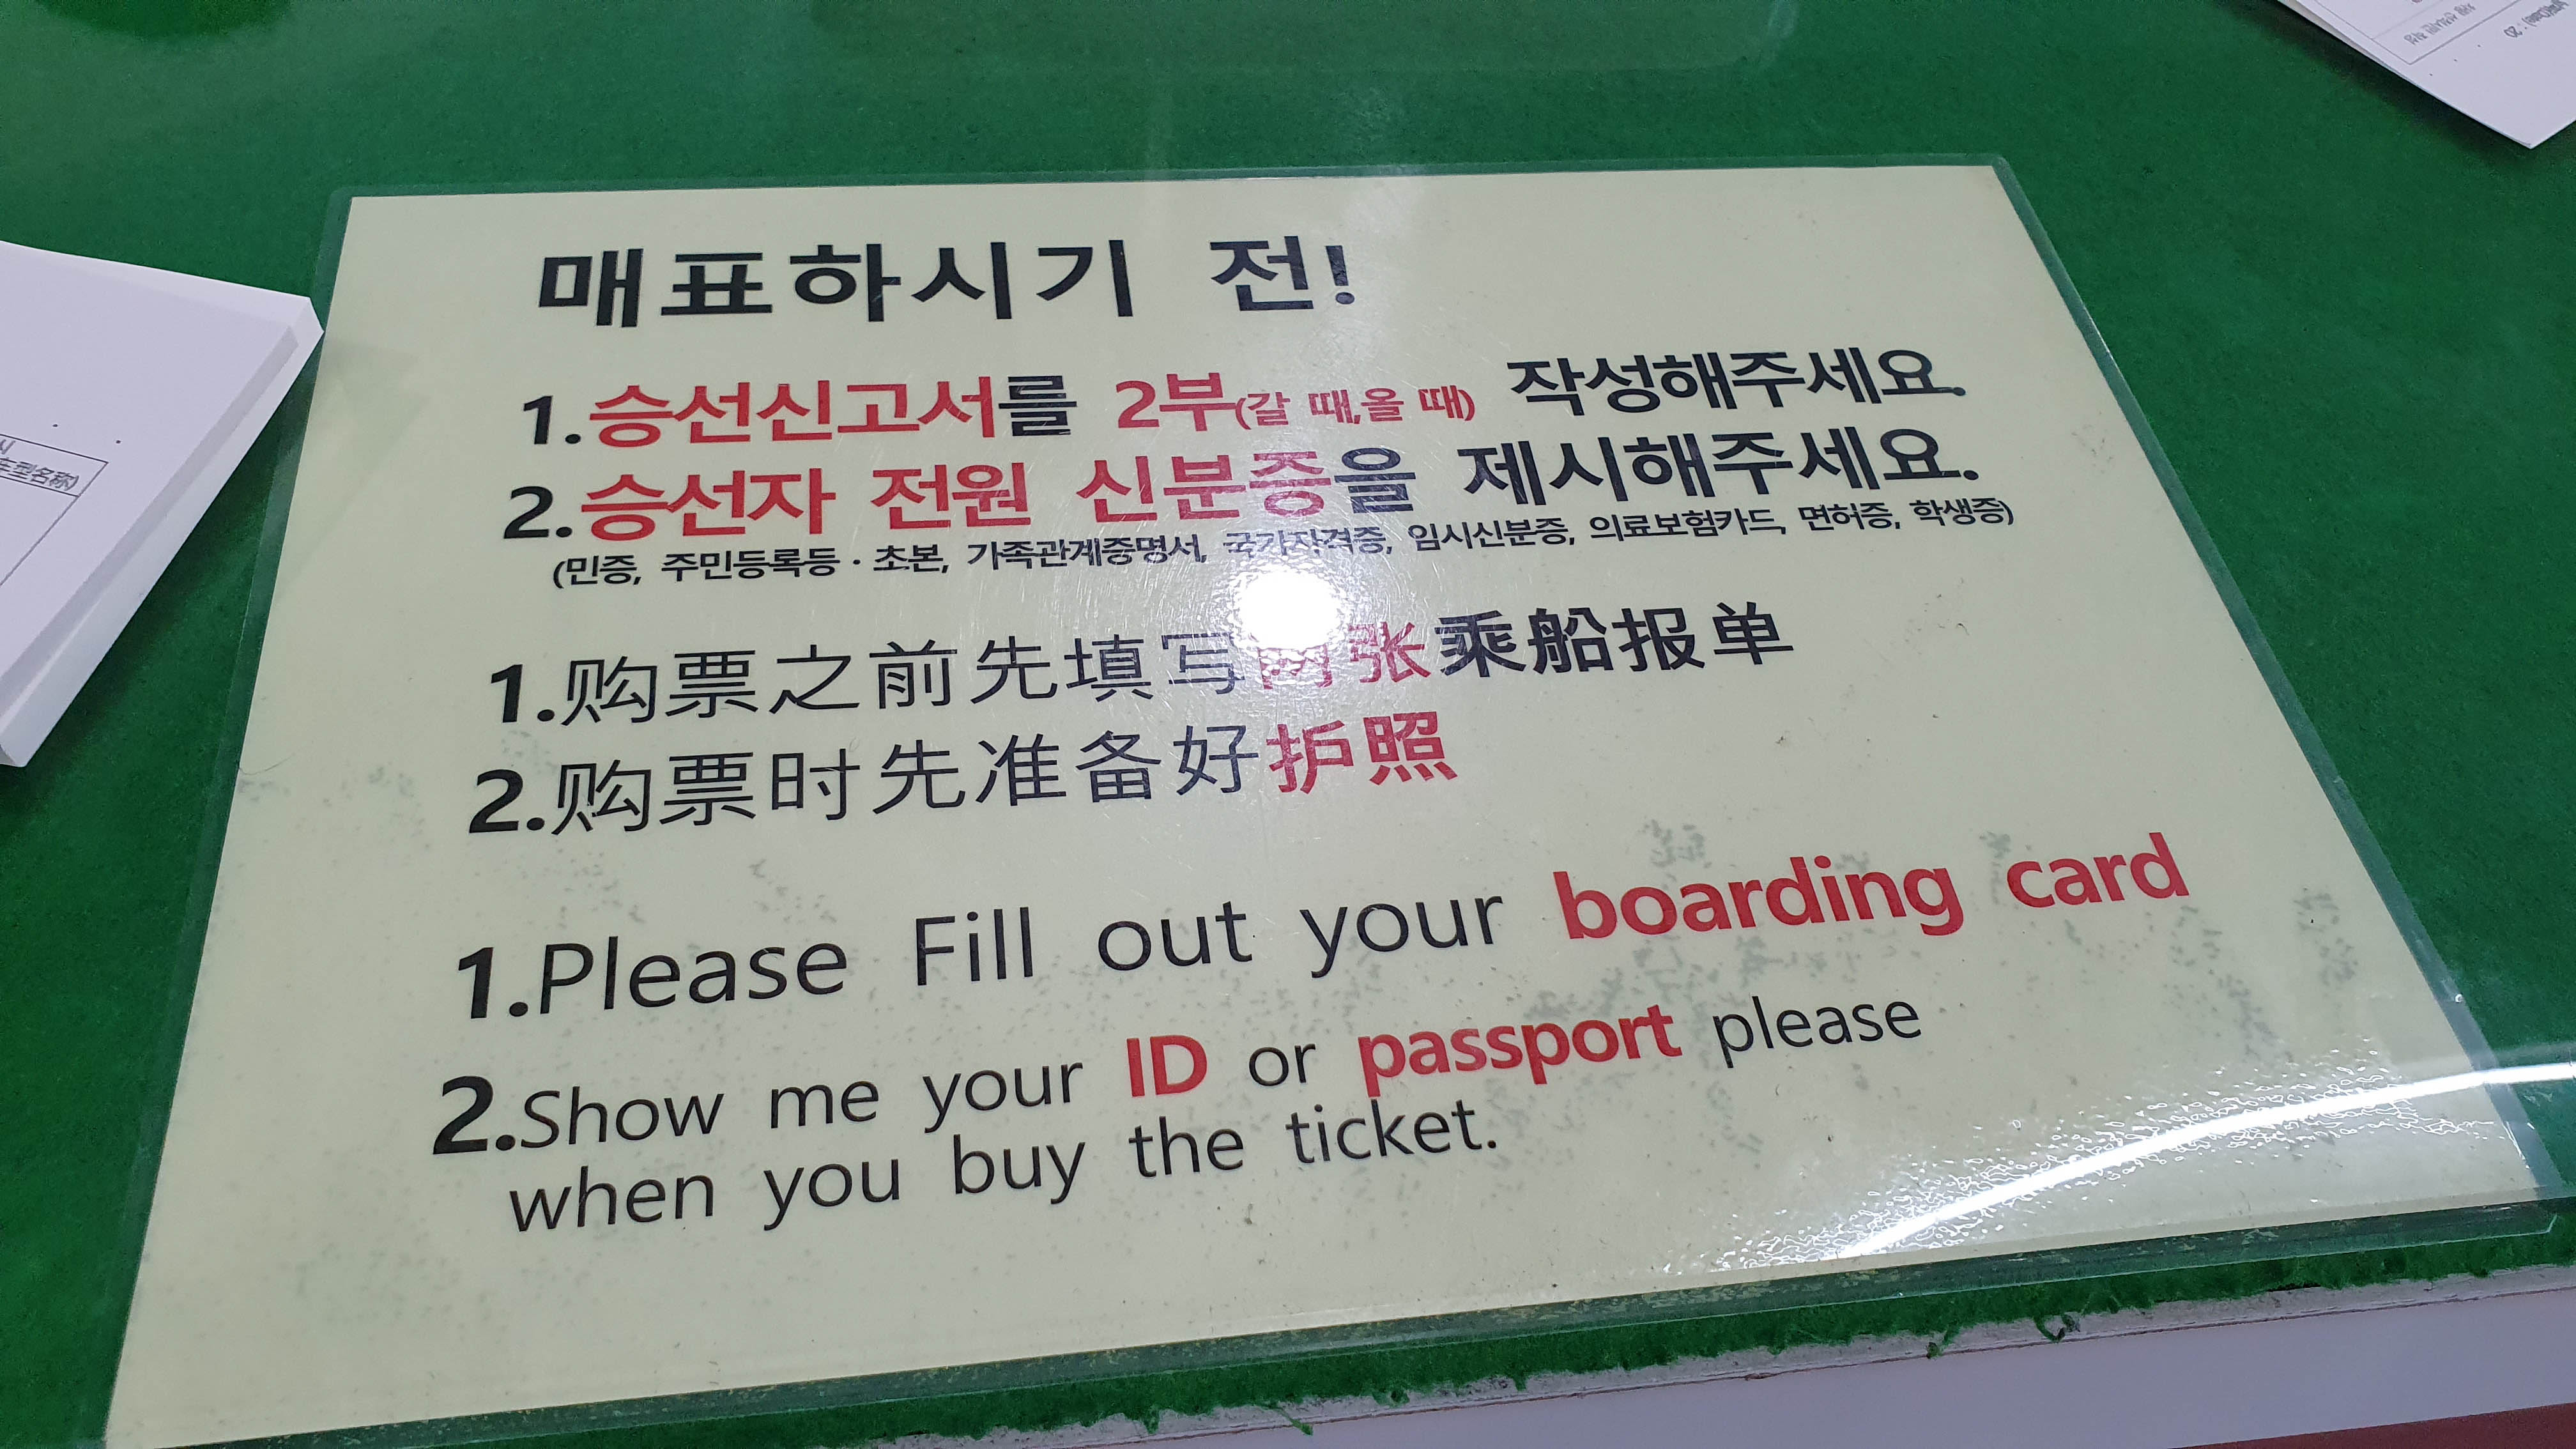 매표하시기 전!
1.승선신고서를 2부(갈 때,올 때) 작성해주세요.
2.승선자 전원 신분증을 제시해주세요.
(민증, 주민등록등·초본, 가족관계증명서, 국가자격증, 임시신분증, 의료보험카드, 면허증, 학생증)
1.购票之前先填写两张乘船报单
2.购票时先准备好护照
1.Please Fill out your boarding card
2.Show me your ID or passport please
when you buy the ticket.
车型名称)